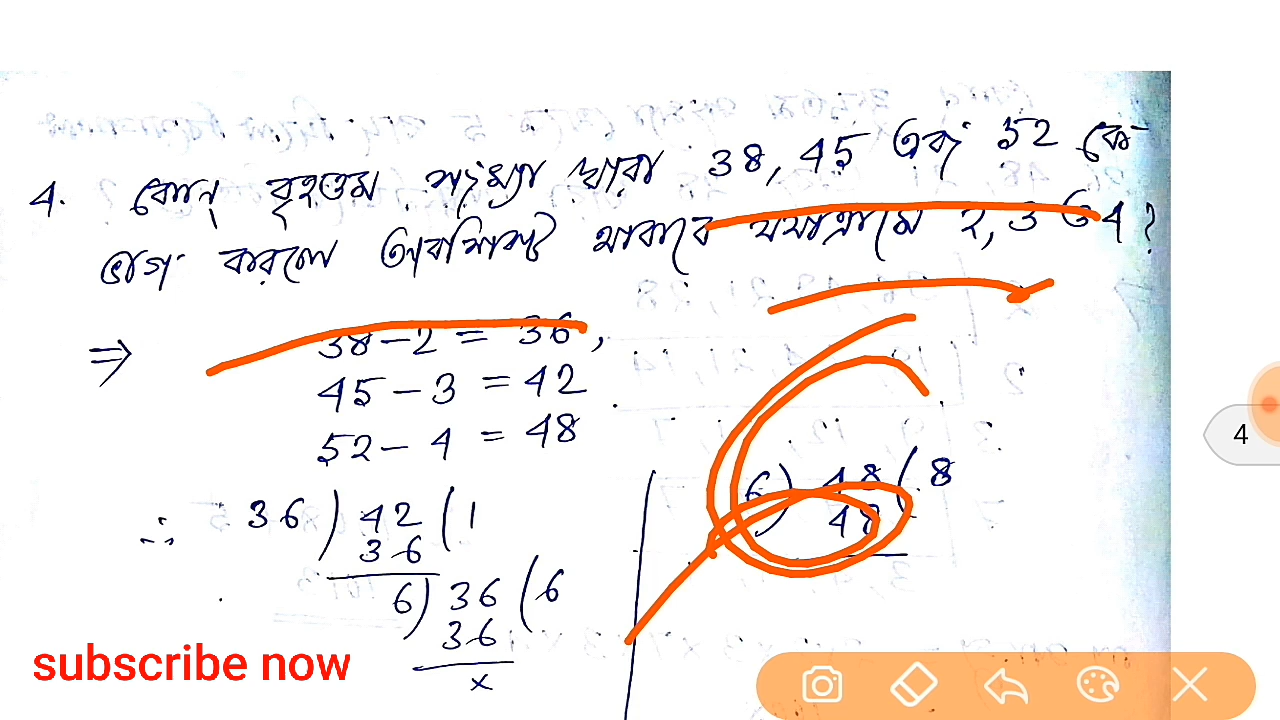 4. কোন্ বৃহত্তম সংখ্যা দ্বারা 38, 45 এবং 52 কে
ভাগ করলে অবশিষ্ট থাকবে যথাক্রমে 2, 3 ও 4?
⇒ 38 - 2 = 36,
45 - 3 = 42
52 - 4 = 48
∴ 36 ) 42 ( 1
36
6 ) 36 ( 6
36
x
6 ) 48 ( 8
48
4
subscribe now